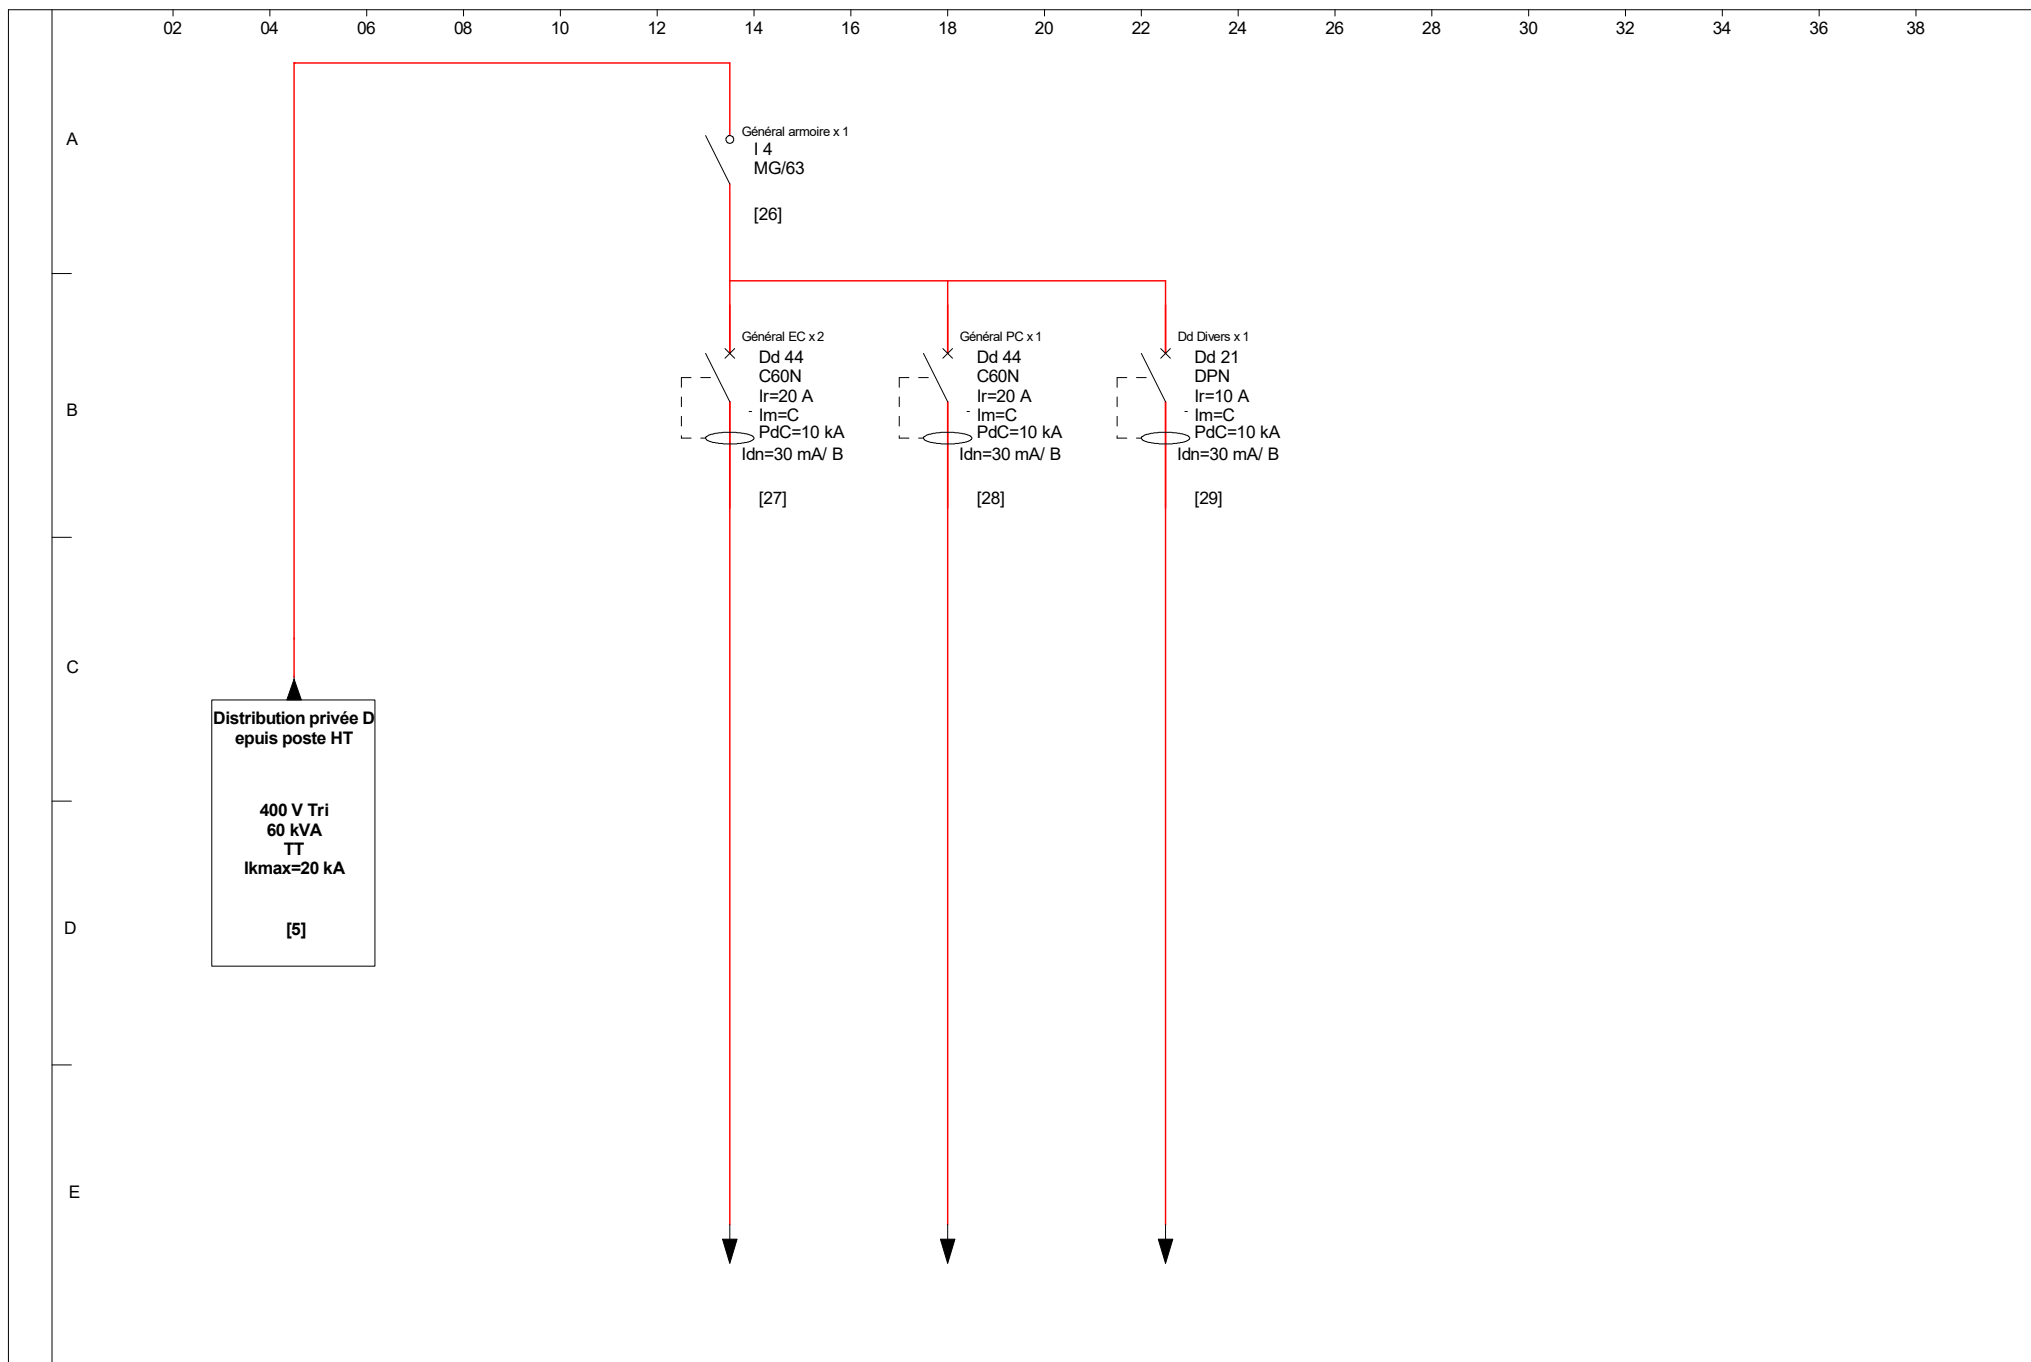 02 04 06 08 10 12 14 16 18 20 22 24 26 28 30 32 34 36 38
A
Général armoire x 1
I 4
MG/63
[26]
B
Général EC x 2
Dd 44
C60N
Ir=20 A
Im=C
PdC=10 kA
Idn=30 mA/ B
[27]
Général PC x 1
Dd 44
C60N
Ir=20 A
Im=C
PdC=10 kA
Idn=30 mA/ B
[28]
Dd Divers x 1
Dd 21
DPN
Ir=10 A
Im=C
PdC=10 kA
Idn=30 mA/ B
[29]
C
Distribution privée D
epuis poste HT
400 V Tri
60 kVA
TT
Ikmax=20 kA
[5]
D
E